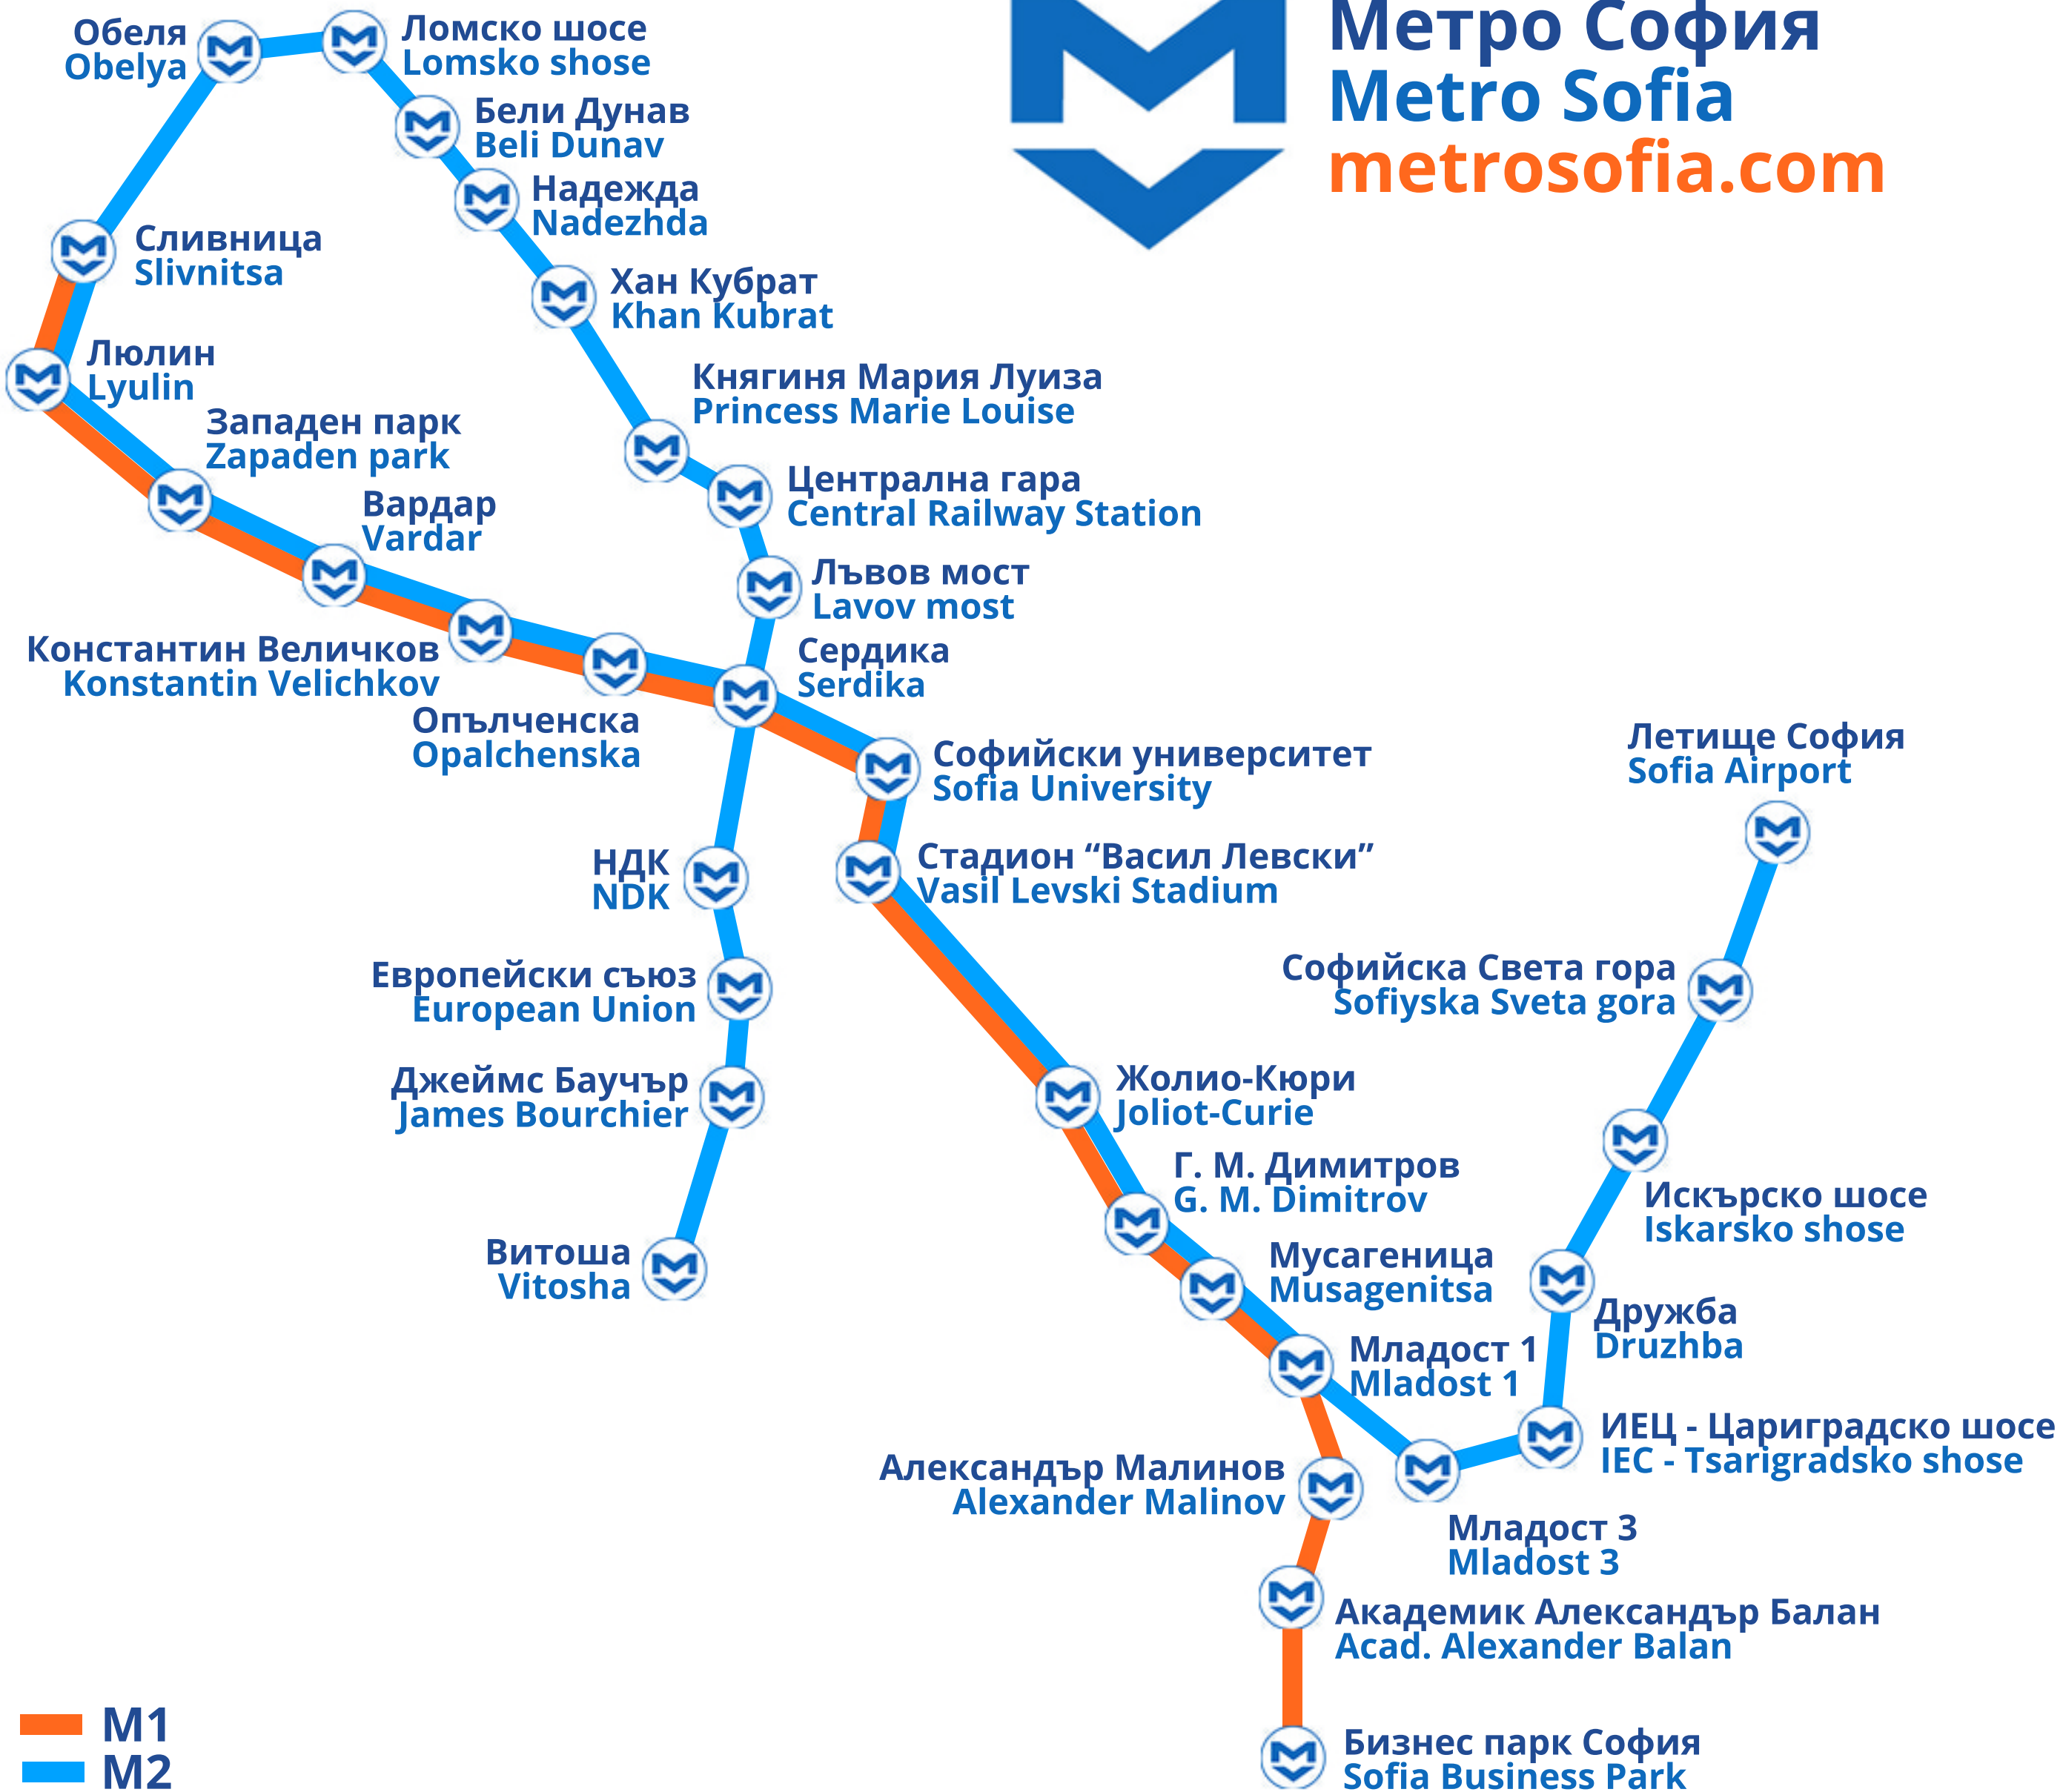 Метро София
Metro Sofia
metrosofia.com
Обеля
Obelya
Ломско шосе
Lomsko shose
Бели Дунав
Beli Dunav
Надежда
Nadezhda
Сливница
Slivnitsa
Хан Кубрат
Khan Kubrat
Люлин
Lyulin
Княгиня Мария Луиза
Princess Marie Louise
Западен парк
Zapaden park
Централна гара
Central Railway Station
Вардар
Vardar
Лъвов мост
Lavov most
Константин Величков
Konstantin Velichkov
Сердика
Serdika
Опълченска
Opalchenska
Софийски университет
Sofia University
Летище София
Sofia Airport
НДК
NDK
Стадион “Васил Левски”
Vasil Levski Stadium
Европейски съюз
European Union
Софийска Света гора
Sofiyska Sveta gora
Джеймс Баучър
James Bourchier
Жолио-Кюри
Joliot-Curie
Г. М. Димитров
G. M. Dimitrov
Искърско шосе
Iskarsko shose
Витоша
Vitosha
Мусагеница
Musagenitsa
Дружба
Druzhba
Младост 1
Mladost 1
ИЕЦ - Цариградско шосе
IEC - Tsarigradsko shose
Александър Малинов
Alexander Malinov
Младост 3
Mladost 3
Академик Александър Балан
Acad. Alexander Balan
Бизнес парк София
Sofia Business Park
M1
M2